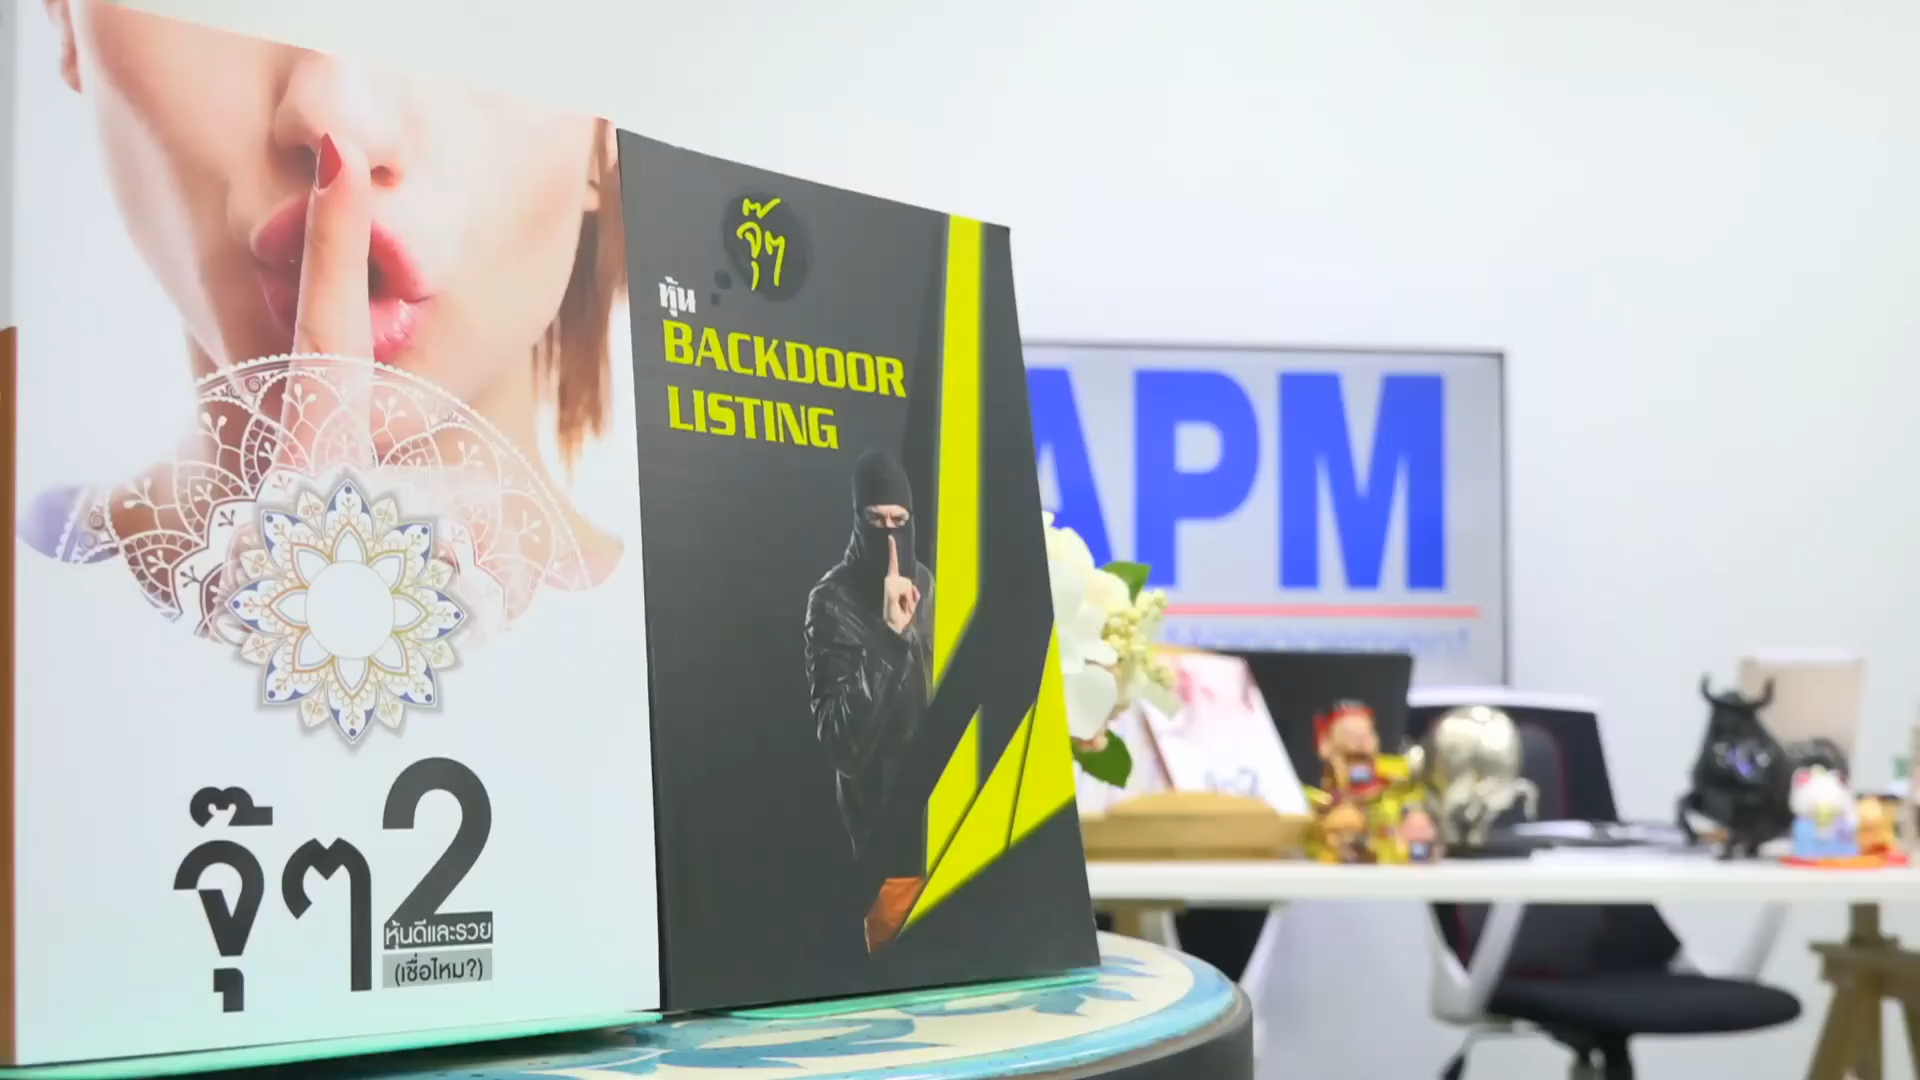 จุ๊ๆ2
หุ้นดีและรวย
(เชื่อไหม?)
จุ๊ๆ
หุ้น
BACKDOOR
LISTING
APM
Management